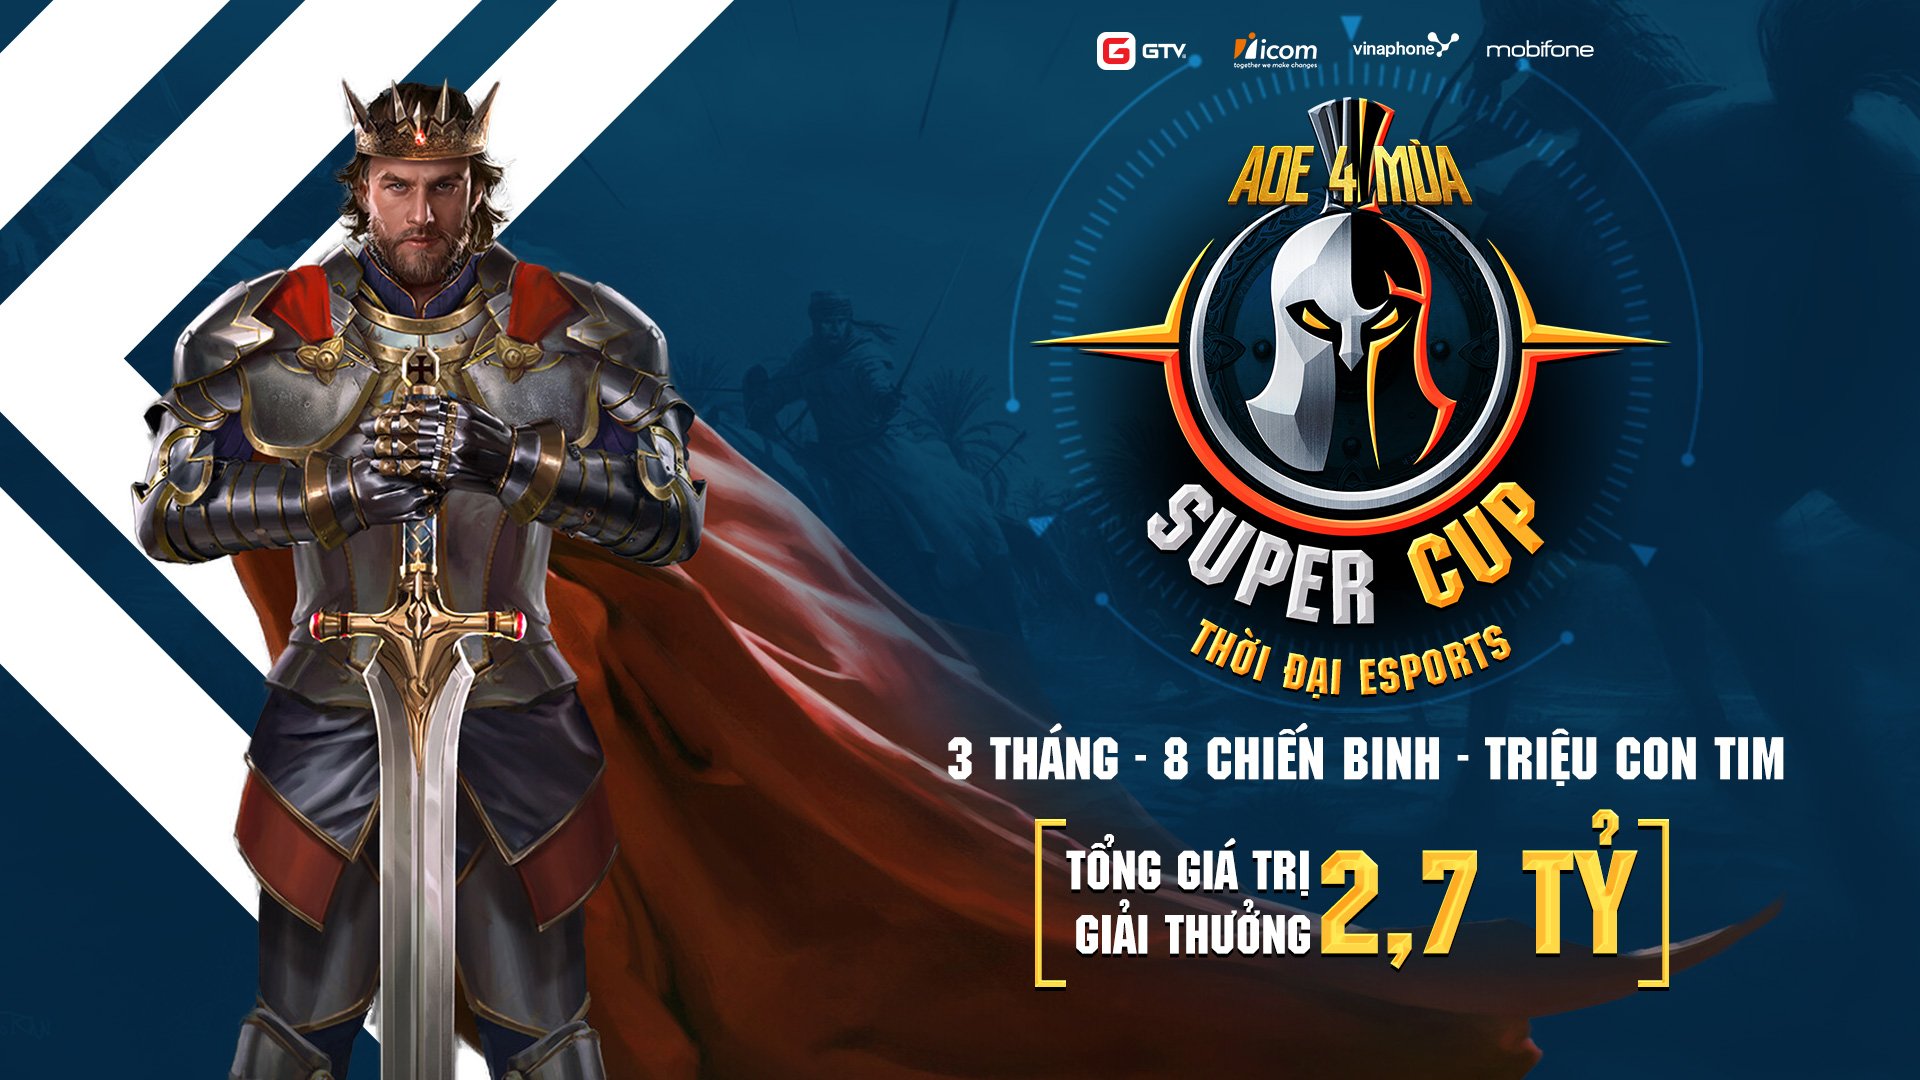 GTV
icom
together we make changes
vinaphone
mobifone
AOE 4 MÙA
SUPER CUP
THỜI ĐẠI ESPORTS
3 THÁNG - 8 CHIẾN BINH - TRIỆU CON TIM
TỔNG GIÁ TRỊ
GIẢI THƯỞNG
2,7 TỶ